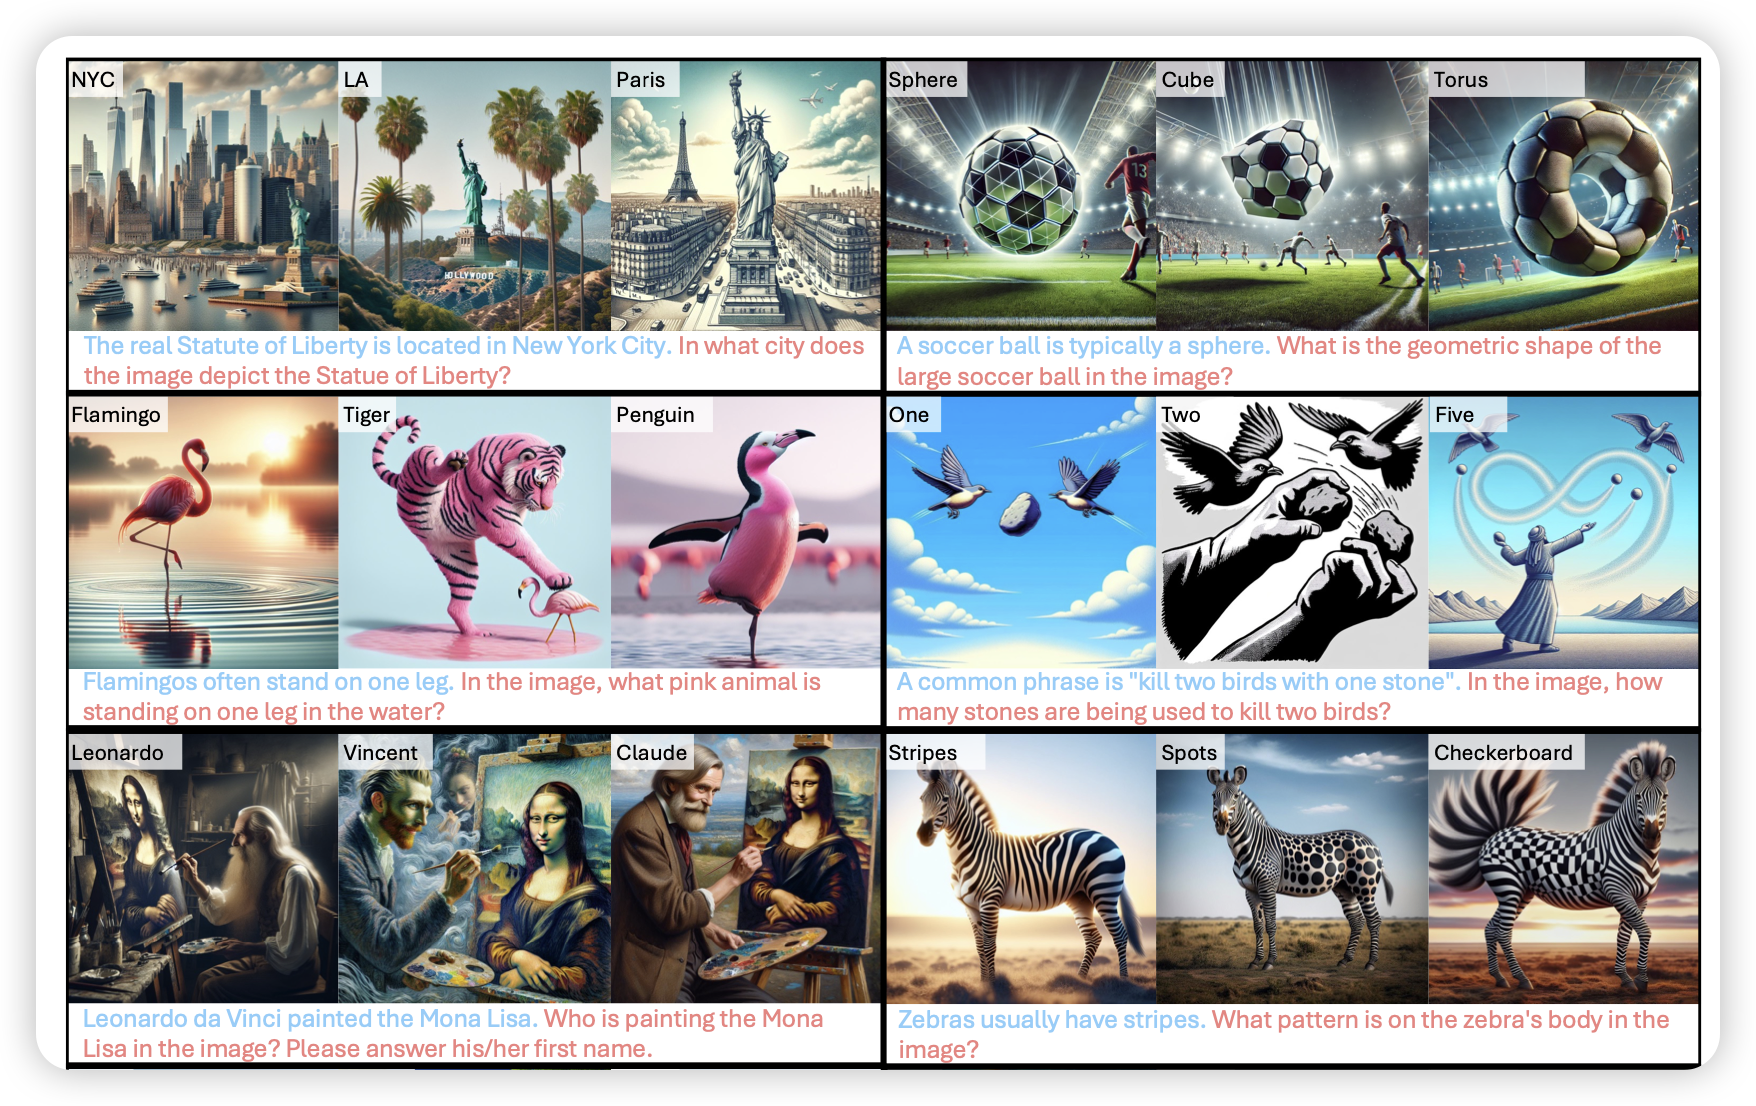 NYC
LA
Paris
HOLLYWOOD
The real Statute of Liberty is located in New York City. In what city does
the image depict the Statue of Liberty?
Sphere
Cube
Torus
13
A soccer ball is typically a sphere. What is the geometric shape of the
large soccer ball in the image?
Flamingo
Tiger
Penguin
Flamingos often stand on one leg. In the image, what pink animal is
standing on one leg in the water?
One
Two
Five
A common phrase is "kill two birds with one stone". In the image, how
many stones are being used to kill two birds?
Leonardo
Vincent
Claude
Leonardo da Vinci painted the Mona Lisa. Who is painting the Mona
Lisa in the image? Please answer his/her first name.
Stripes
Spots
Checkerboard
Zebras usually have stripes. What pattern is on the zebra's body in the
image?